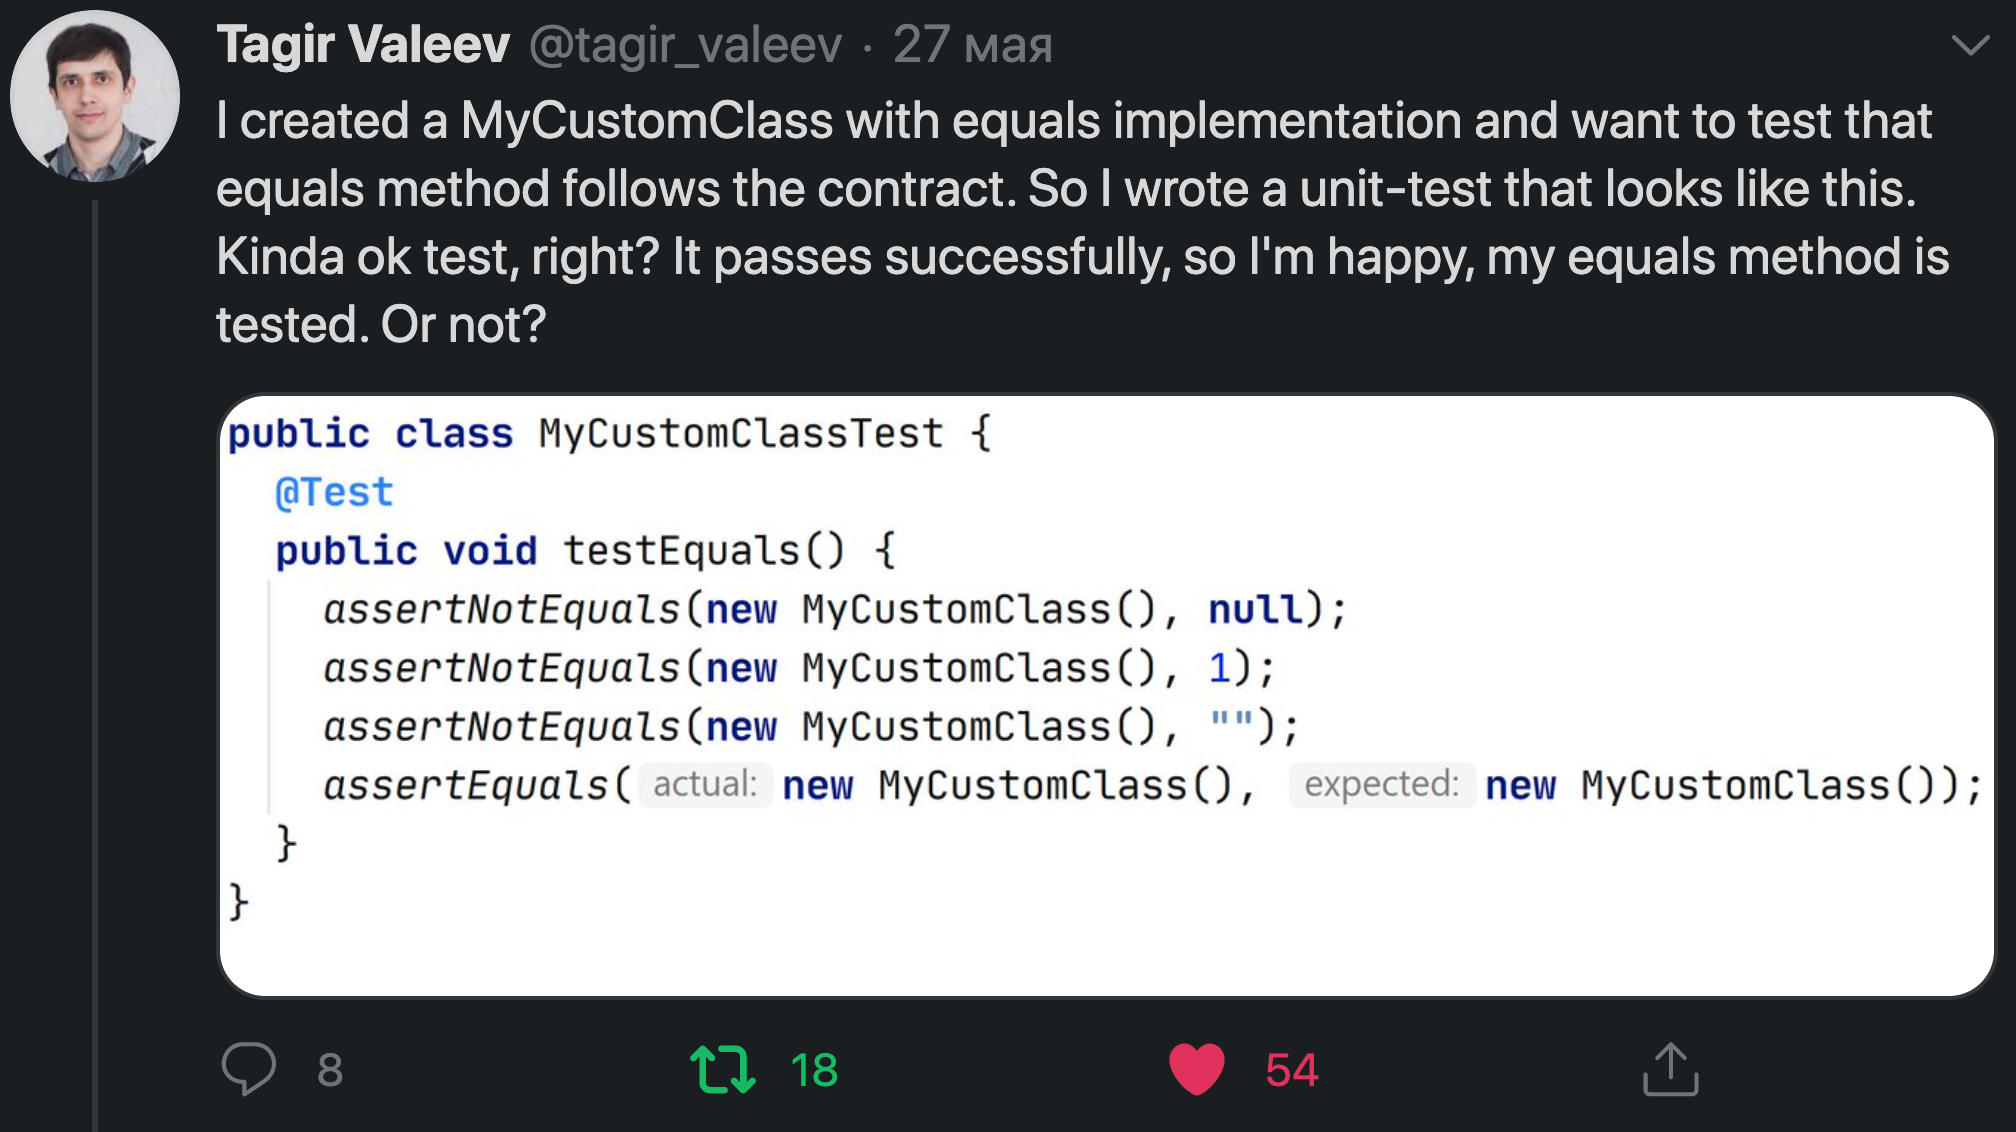 Tagir Valeev @tagir_valeev · 27 мая
I created a MyCustomClass with equals implementation and want to test that
equals method follows the contract. So I wrote a unit-test that looks like this.
Kinda ok test, right? It passes successfully, so I'm happy, my equals method is
tested. Or not?
public class MyCustomClassTest {
@Test
public void testEquals() {
assertNotEquals(new MyCustomClass(), null);
assertNotEquals(new MyCustomClass(), 1);
assertNotEquals(new MyCustomClass(), "");
assertEquals( actual: new MyCustomClass(), expected: new MyCustomClass());
}
}
8 18 54